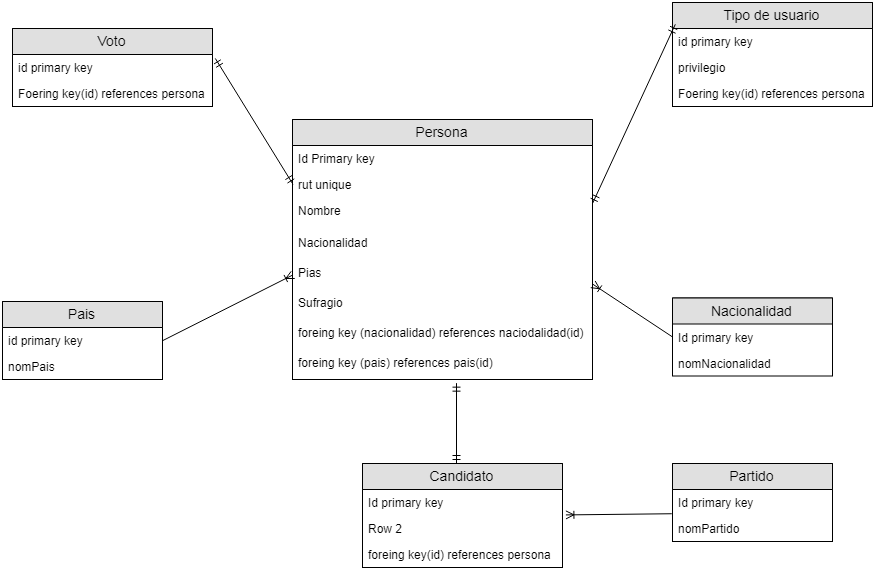 Voto
id primary key
Foering key(id) references persona
Tipo de usuario
id primary key
privilegio
Foering key(id) references persona
Persona
Id Primary key
rut unique
Nombre
Nacionalidad
Pias
Sufragio
foreing key (nacionalidad) references naciodalidad(id)
foreing key (pais) references pais(id)
Pais
id primary key
nomPais
Nacionalidad
Id primary key
nomNacionalidad
Candidato
Id primary key
Row 2
foreing key(id) references persona
Partido
Id primary key
nomPartido